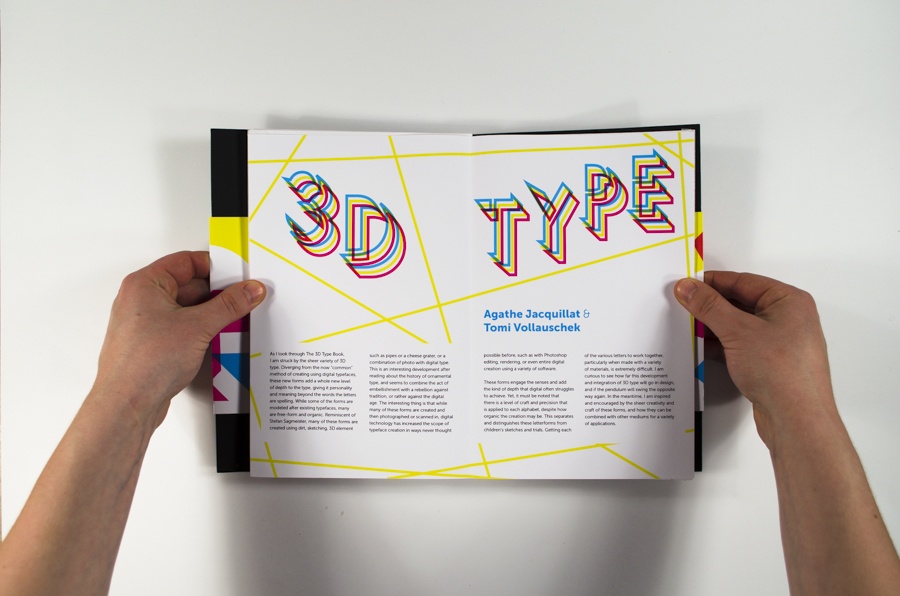 3D TYPE
Agathe Jacquillat &
Tomi Vollauschek
As I look through The 3D Type Book,
I am struck by the sheer variety of 3D
type. Diverging from the now "common"
method of creating using digital typefaces,
these new forms add a whole new level
of depth to the type, giving it personality
and meaning beyond the words the letters
are spelling. While some of the forms are
modeled after existing typefaces, many
are free-form and organic. Reminiscent of
Stefan Sagmeister, many of these forms are
created using dirt, sketching, 3D element
such as pipes or a cheese grater, or a
combination of photo with digital type.
This is an interesting development after
reading about the history of ornamental
type, and seems to combine the act of
embellishment with a rebellion against
tradition, or rather against the digital
age. The interesting thing is that while
many of these forms are created and
then photographed or scanned in, digital
technology has increased the scope of
typeface creation in ways never thought
possible before, such as with Photoshop
editing, rendering, or even entire digital
creation using a variety of software.
These forms engage the senses and add
the kind of depth that digital often struggles
to achieve. Yet, it must be noted that
there is a level of craft and precision that
is applied to each alphabet, despite how
organic the creation may be. This separates
and distinguishes these letterforms from
children's sketches and trials. Getting each
of the various letters to work together,
particularly when made with a variety
of materials, is extremely difficult. I am
curious to see how far this development
and integration of 3D type will go in design,
and if the pendulum will swing the opposite
way again. In the meantime, I am inspired
and encouraged by the sheer creativity and
craft of these forms, and how they can be
combined with other mediums for a variety
of applications.